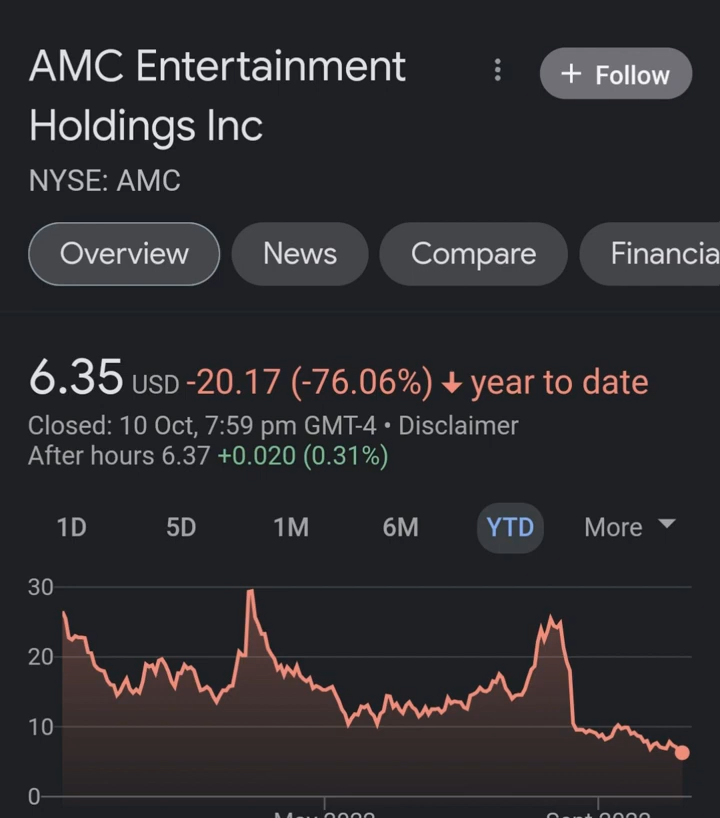 AMC Entertainment
Holdings Inc
+ Follow
NYSE: AMC
Overview
News
Compare
Financia
6.35 USD -20.17 (-76.06%) ↓ year to date
Closed: 10 Oct, 7:59 pm GMT-4 • Disclaimer
After hours 6.37 +0.020 (0.31%)
1D
5D
1M
6M
YTD
More
30
20
10
0